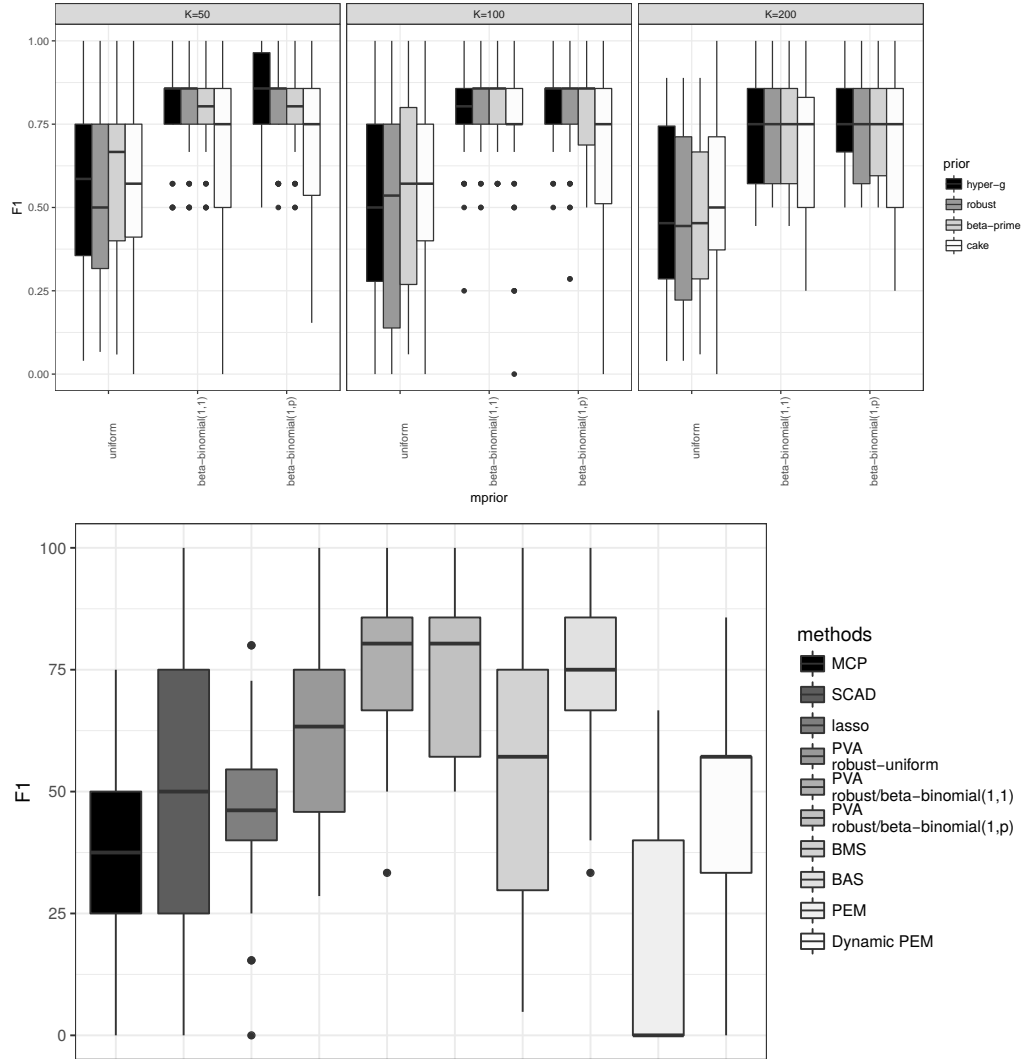 K=50
K=100
K=200
1.00
0.75
0.50
0.25
0.00
F1
uniform
beta-binomial(1,1)
beta-binomial(1,p)
uniform
beta-binomial(1,1)
beta-binomial(1,p)
uniform
beta-binomial(1,1)
beta-binomial(1,p)
mprior
prior
hyper-g
robust
beta-prime
cake
100
75
50
25
0
F1
methods
MCP
SCAD
lasso
PVA
robust-uniform
PVA
robust/beta-binomial(1,1)
PVA
robust/beta-binomial(1,p)
BMS
BAS
PEM
Dynamic PEM